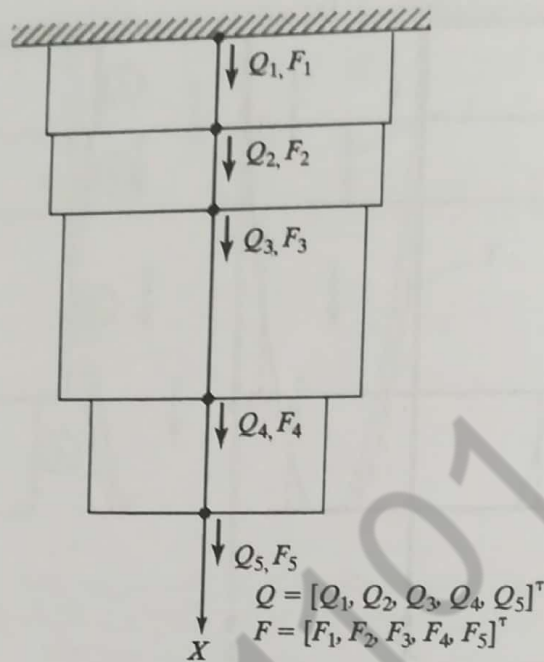 Q₁, F₁
Q₂, F₂
Q₃, F₃
Q₄, F₄
Q₅, F₅
Q = [Q₁, Q₂, Q₃, Q₄, Q₅]ᵀ
F = [F₁, F₂, F₃, F₄, F₅]ᵀ
X
1101